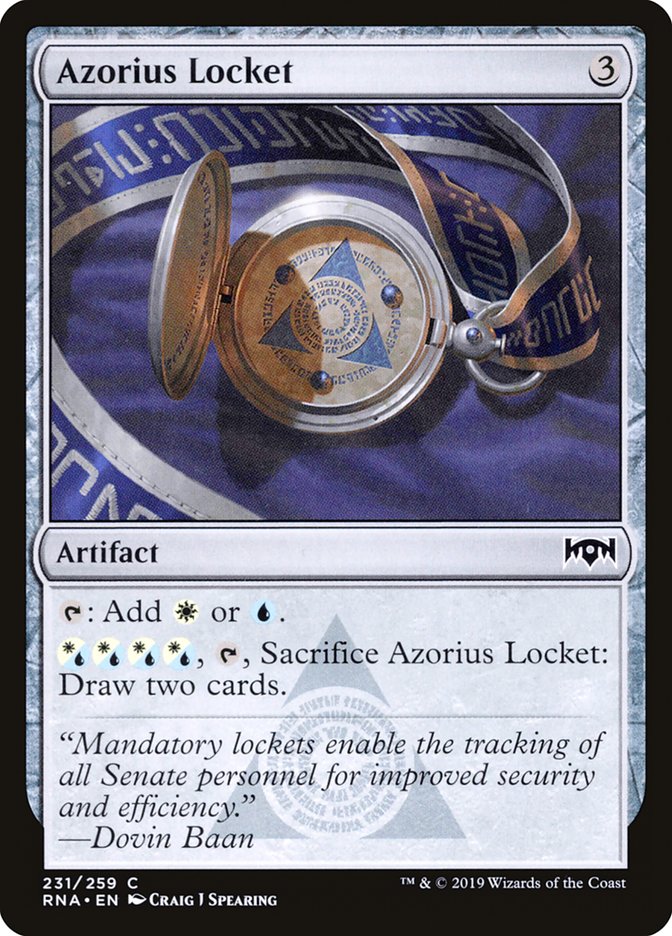 Azorius Locket 3
Artifact
: Add or .
, , Sacrifice Azorius Locket:
Draw two cards.
“Mandatory lockets enable the tracking of
all Senate personnel for improved security
and efficiency.”
—Dovin Baan
231/259 C
RNA • EN Craig J Spearing
™ & © 2019 Wizards of the Coast